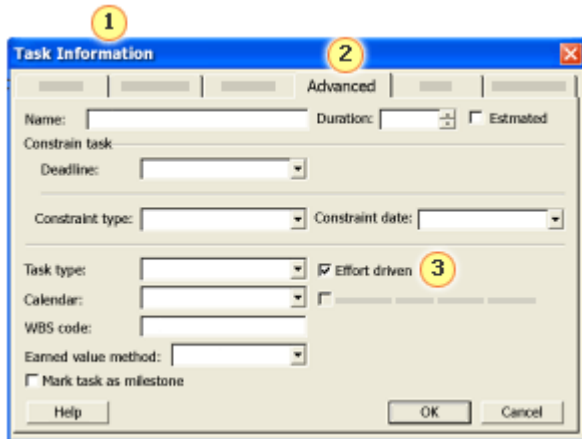 1
Task Information
2
Advanced
Name: Duration: Estmated
Constrain task
Deadline:
Constraint type: Constraint date:
Task type: Effort driven 3
Calendar:
WBS code:
Earned value method:
Mark task as milestone
Help OK Cancel